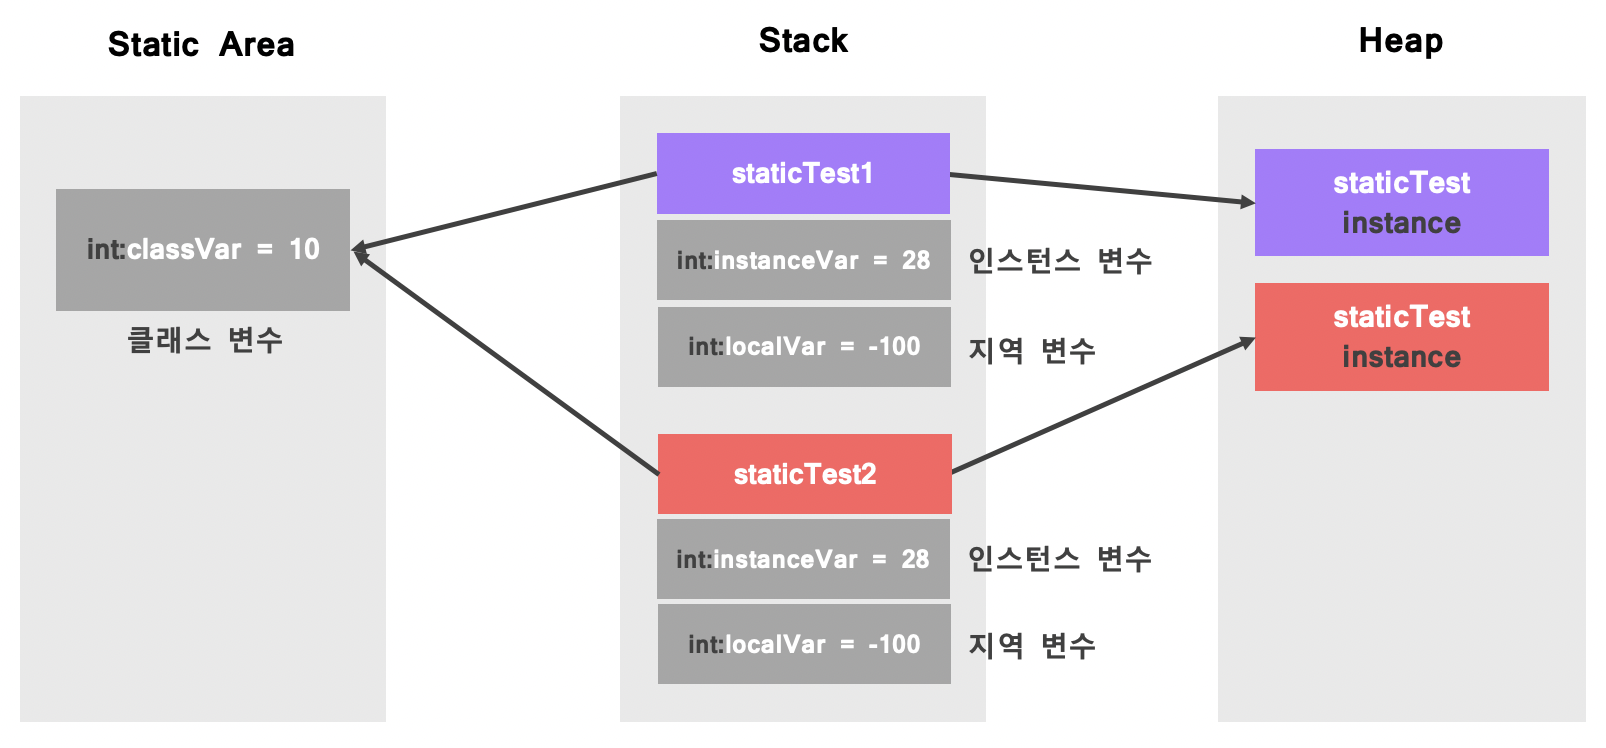 Static Area
int:classVar = 10
클래스 변수
Stack
staticTest1
int:instanceVar = 28
인스턴스 변수
int:localVar = -100
지역 변수
staticTest2
int:instanceVar = 28
인스턴스 변수
int:localVar = -100
지역 변수
Heap
staticTest
instance
staticTest
instance